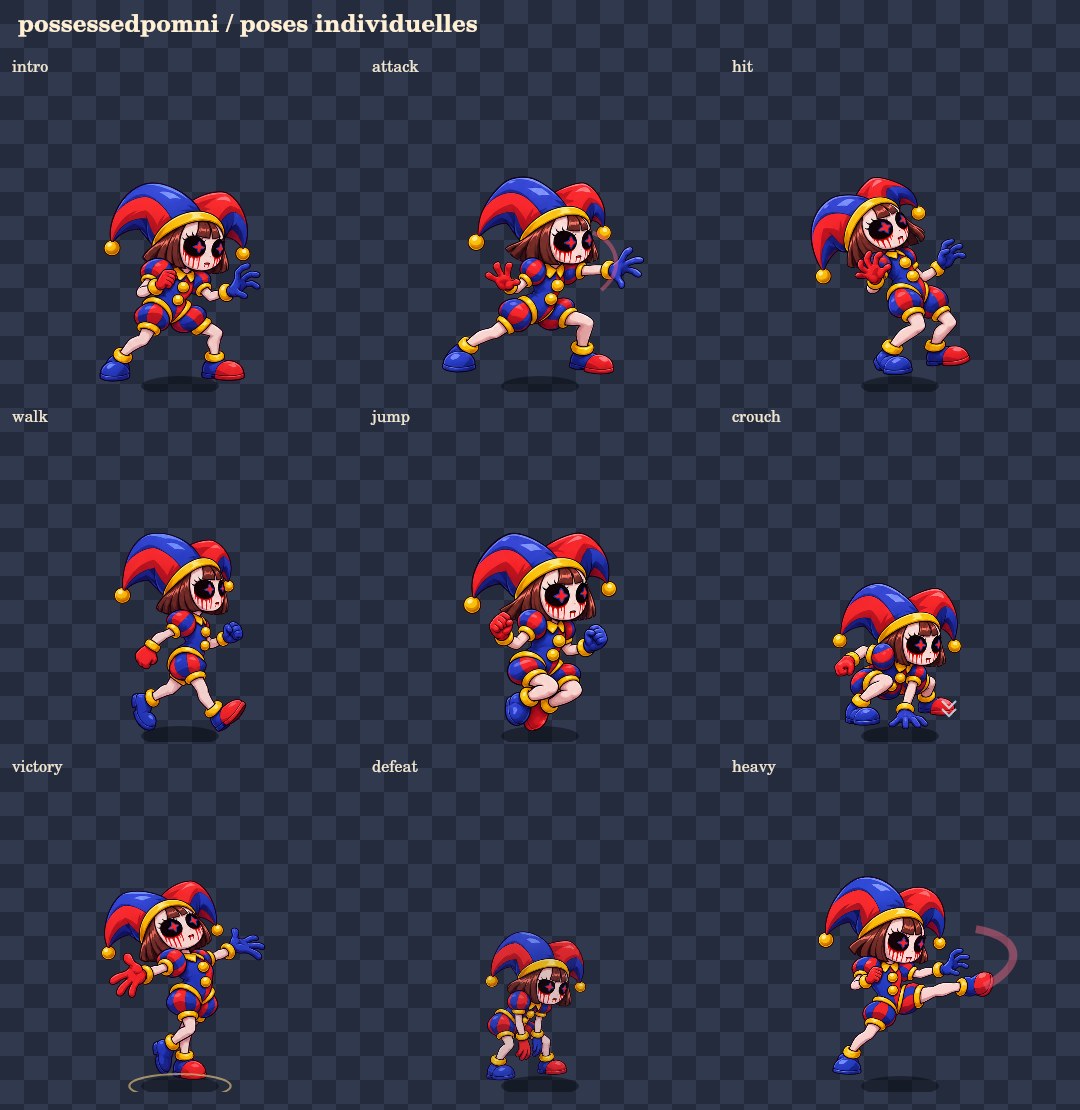 possessedpomni / poses individuelles
intro
attack
hit
walk
jump
crouch
victory
defeat
heavy